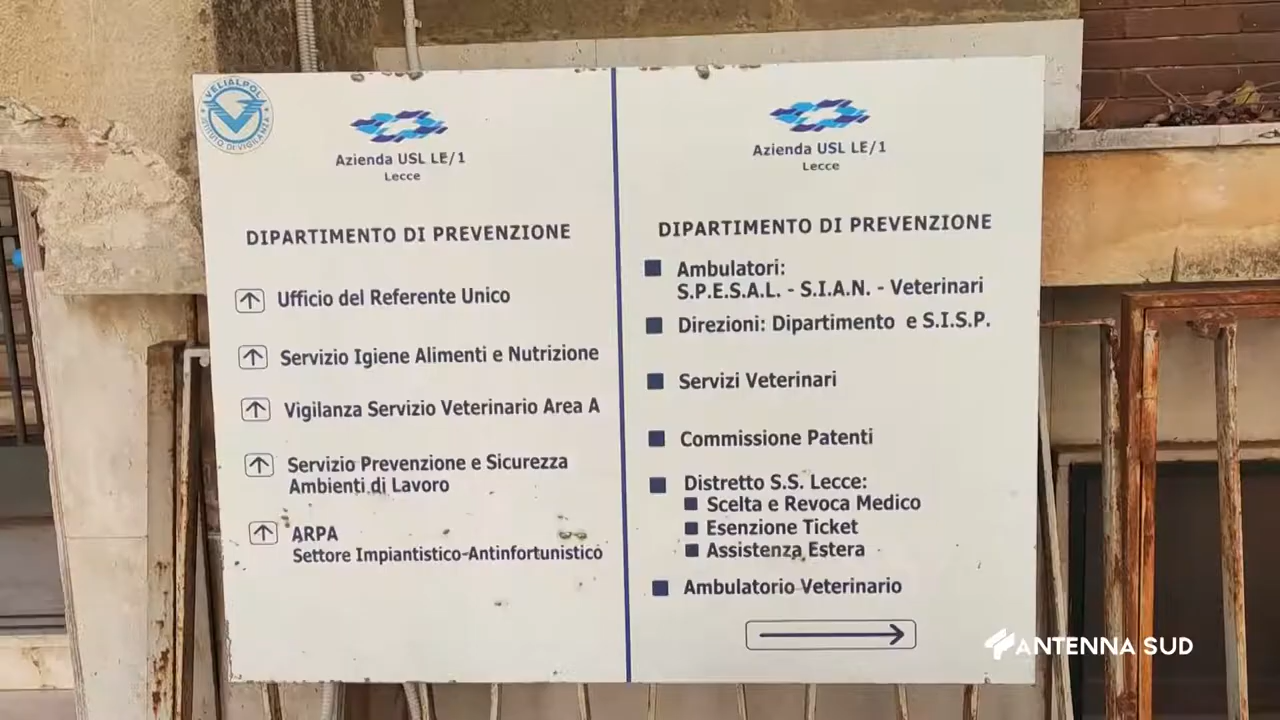 VELIALPOL
ISTITUTO DI VIGILANZA
Azienda USL LE/1
Lecce
DIPARTIMENTO DI PREVENZIONE
Ufficio del Referente Unico
Servizio Igiene Alimenti e Nutrizione
Vigilanza Servizio Veterinario Area A
Servizio Prevenzione e Sicurezza
Ambienti di Lavoro
ARPA
Settore Impiantistico-Antinfortunistico
Azienda USL LE/1
Lecce
DIPARTIMENTO DI PREVENZIONE
Ambulatori:
S.P.E.S.A.L. - S.I.A.N. - Veterinari
Direzioni: Dipartimento e S.I.S.P.
Servizi Veterinari
Commissione Patenti
Distretto S.S. Lecce:
Scelta e Revoca Medico
Esenzione Ticket
Assistenza Estera
Ambulatorio Veterinario
ANTENNA SUD